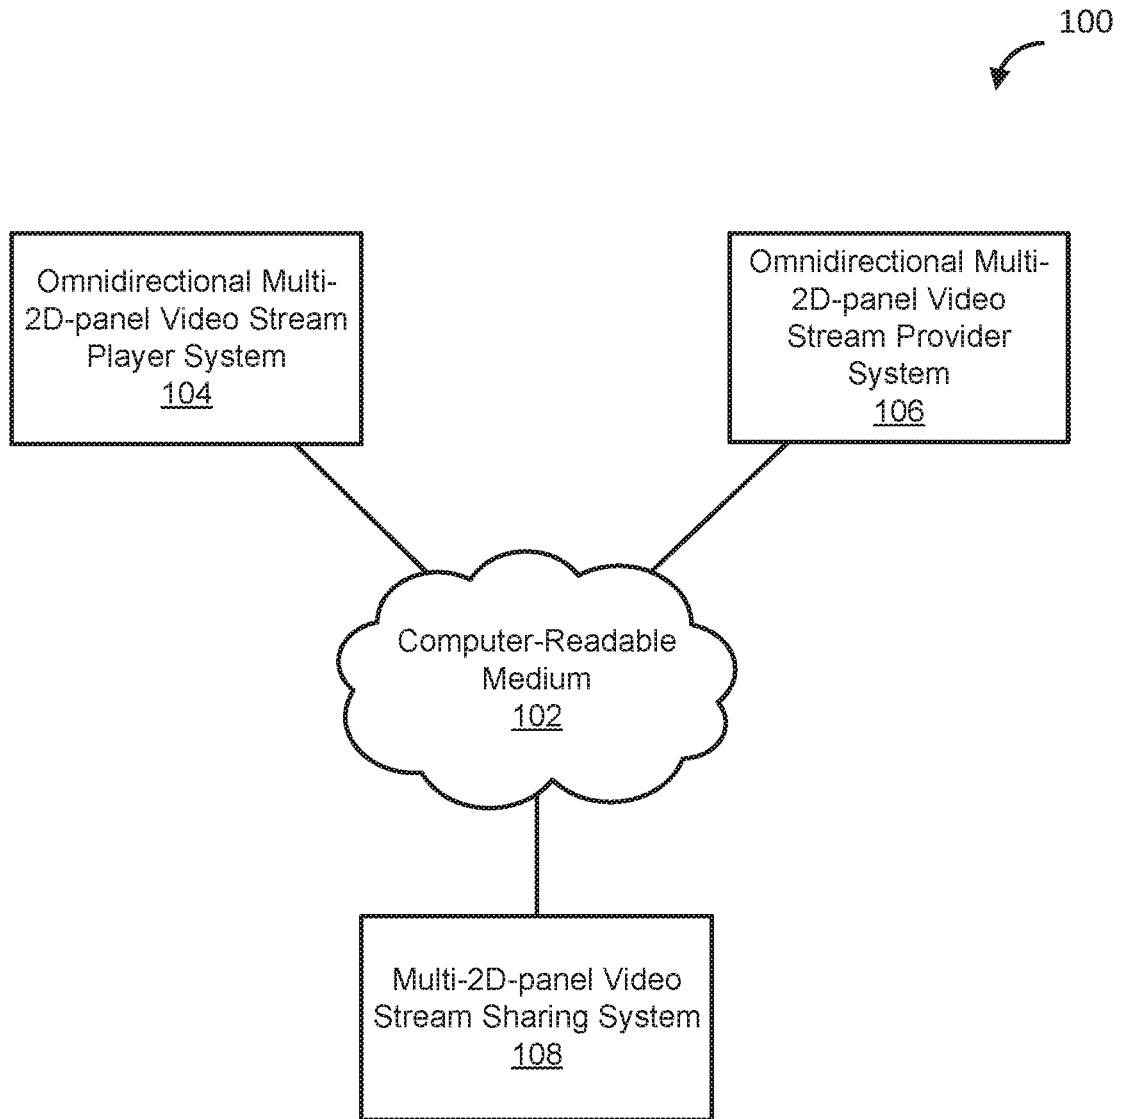 100
Omnidirectional Multi-
2D-panel Video Stream
Player System
104
Omnidirectional Multi-
2D-panel Video
Stream Provider
System
106
Computer-Readable
Medium
102
Multi-2D-panel Video
Stream Sharing System
108